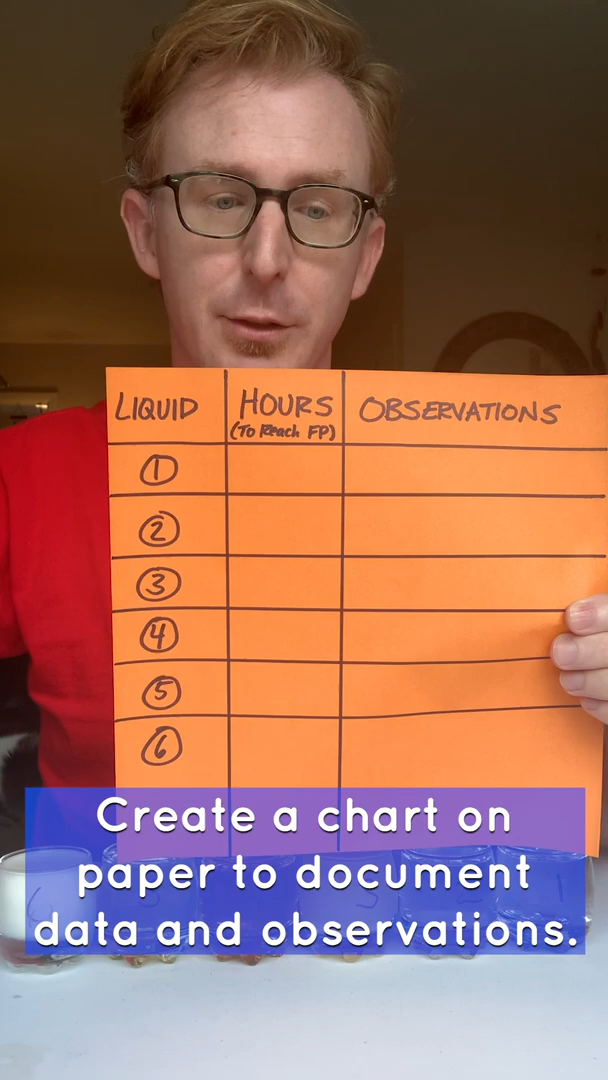 LIQUID HOURS OBSERVATIONS
(To Reach FP)
1
2
3
4
5
6
Create a chart on
paper to document
data and observations.